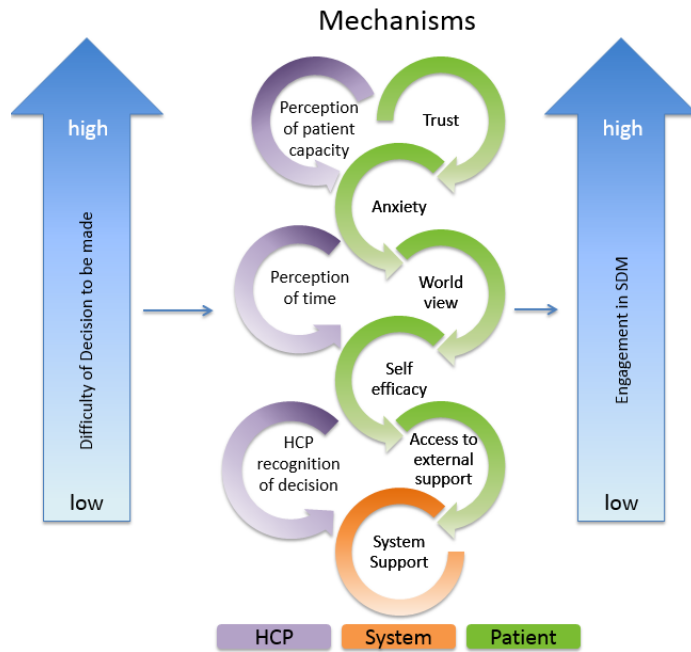 Mechanisms
high
Difficulty of Decision to be made
low
Perception
of patient
capacity
Trust
Anxiety
Perception
of time
World
view
Self
efficacy
HCP
recognition
of decision
Access to
external
support
System
Support
high
Engagement in SDM
low
HCP
System
Patient